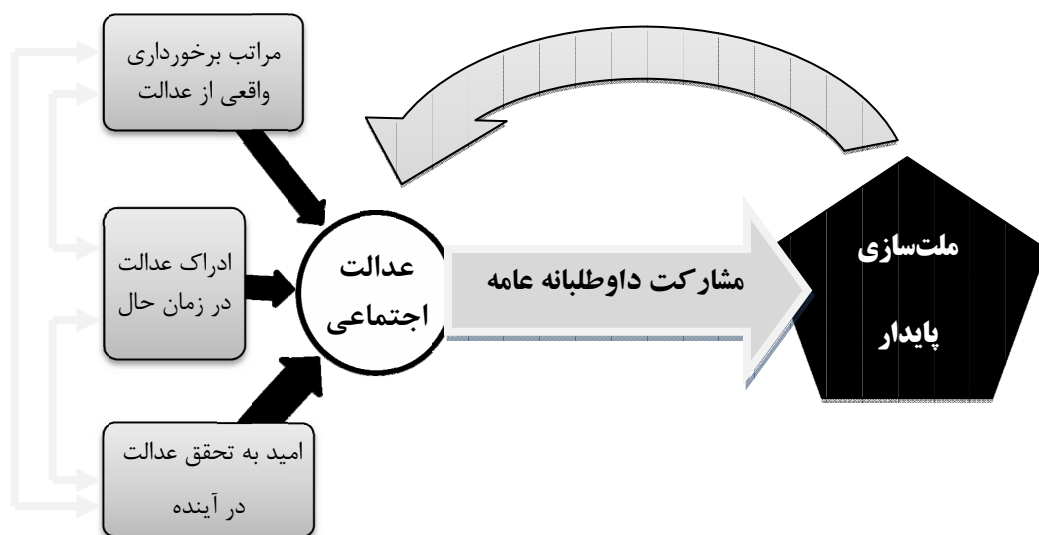 مراتب برخورداری
واقعی از عدالت
ادراک عدالت
در زمان حال
امید به تحقق عدالت
در آینده
عدالت
اجتماعی
مشارکت داوطلبانه عامه
ملت‌سازی
پایدار